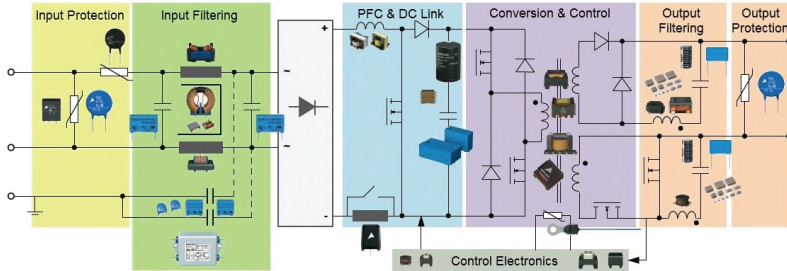 Input Protection
Input Filtering
PFC & DC Link
Conversion & Control
Output
Filtering
Output
Protection
+
~
~
-
Control Electronics